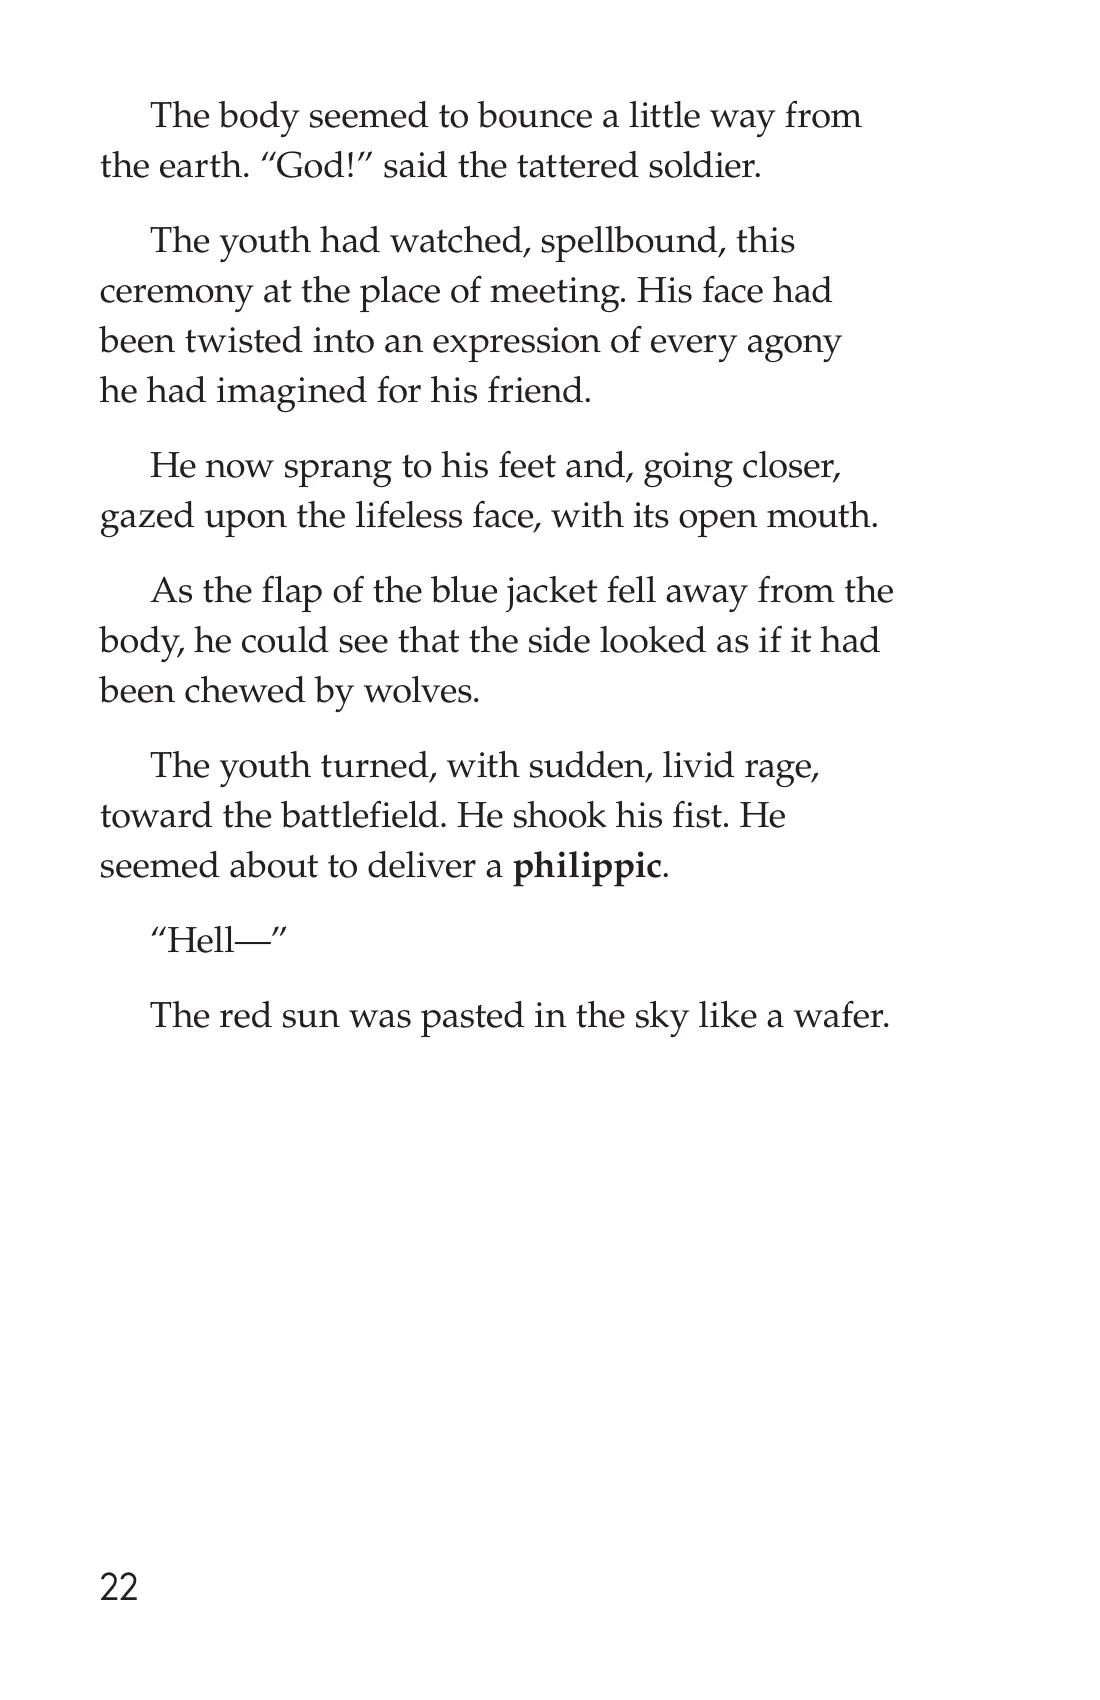 The body seemed to bounce a little way from
the earth. “God!” said the tattered soldier.
The youth had watched, spellbound, this
ceremony at the place of meeting. His face had
been twisted into an expression of every agony
he had imagined for his friend.
He now sprang to his feet and, going closer,
gazed upon the lifeless face, with its open mouth.
As the flap of the blue jacket fell away from the
body, he could see that the side looked as if it had
been chewed by wolves.
The youth turned, with sudden, livid rage,
toward the battlefield. He shook his fist. He
seemed about to deliver a philippic.
“Hell—”
The red sun was pasted in the sky like a wafer.
22